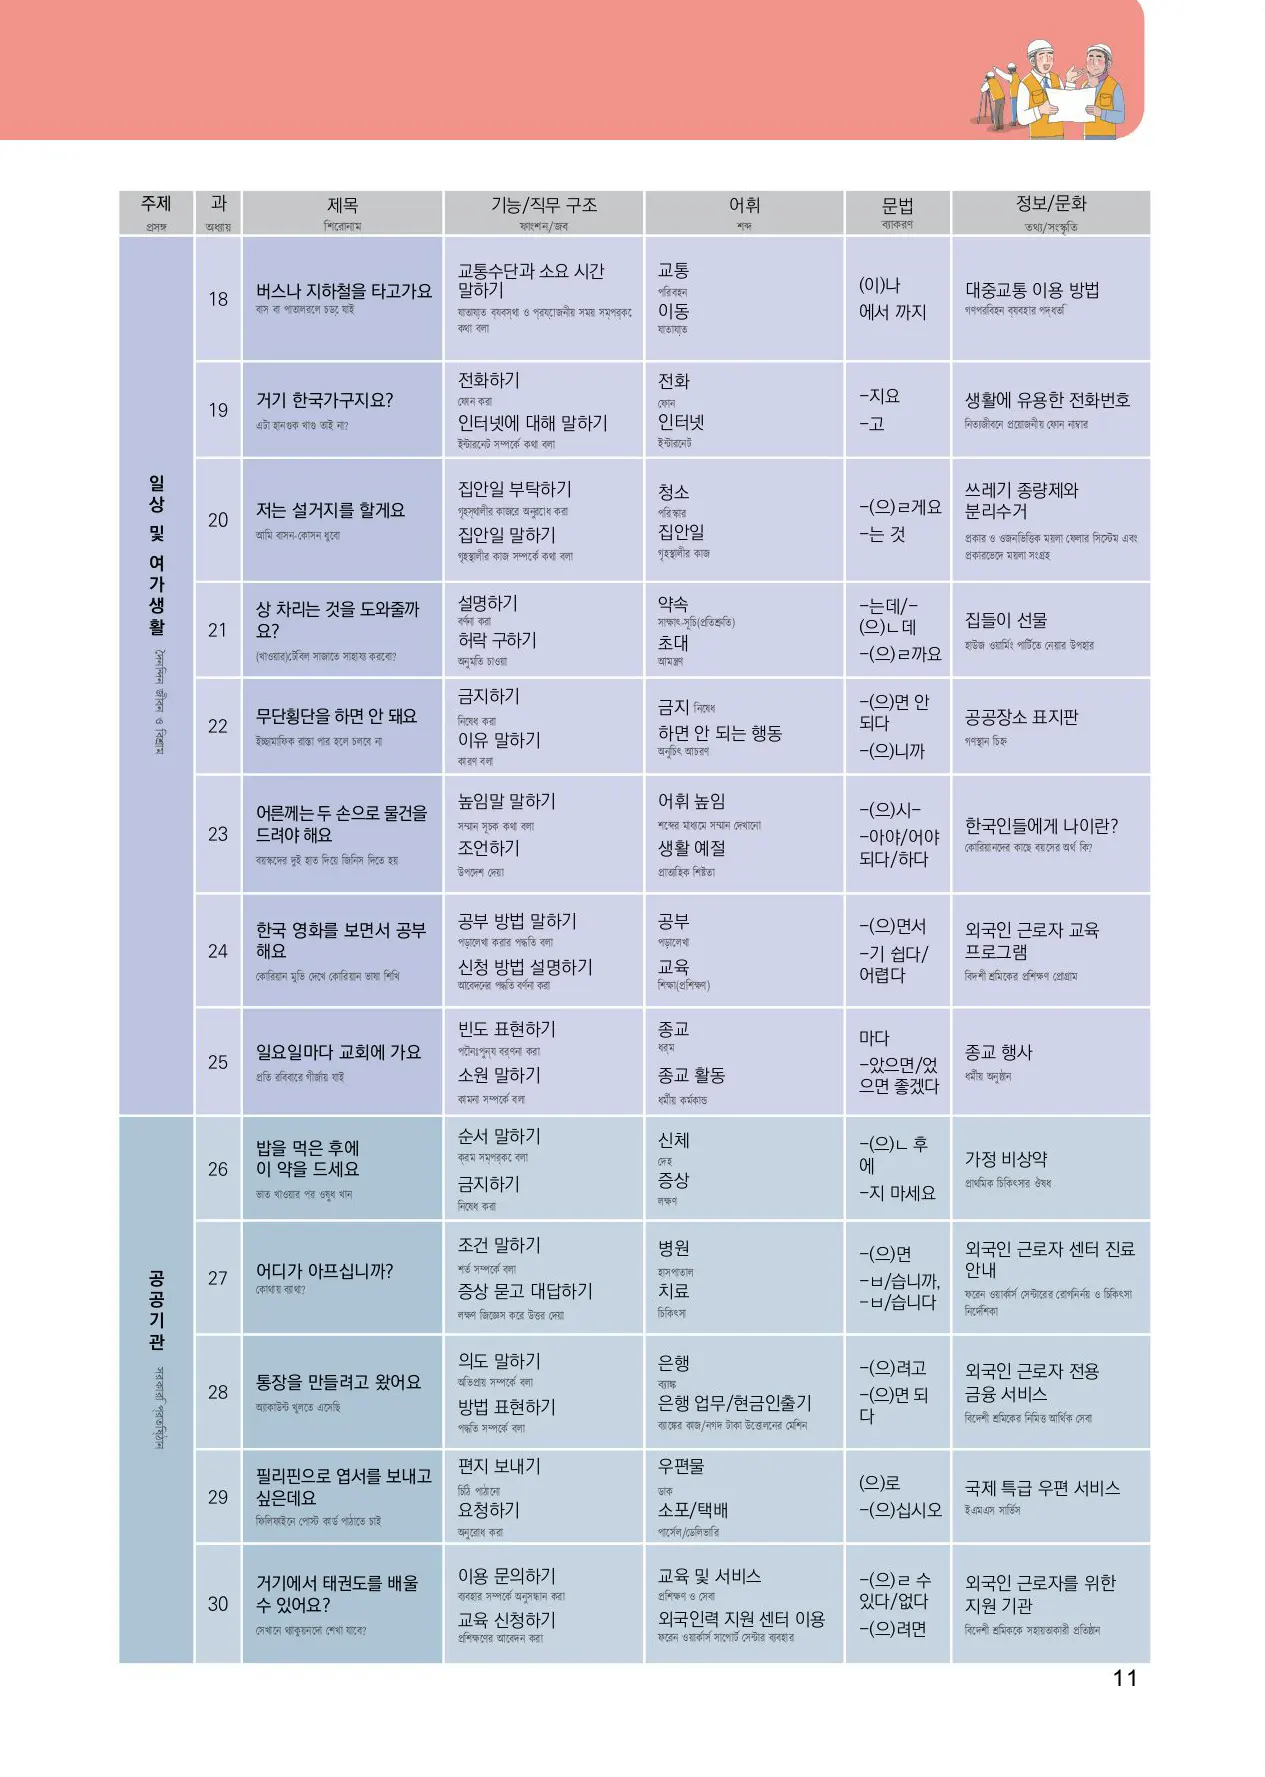 주제
প্রসঙ্গ
과
অধ্যায়
제목
শিরোনাম
기능/직무 구조
ফাংশন/জব
어휘
শব্দ
문법
ব্যাকরণ
정보/문화
তথ্য/সংস্কৃতি
일상 및 여가생활
দৈনন্দিন জীবন ও বিশ্রাম
18
버스나 지하철을 타고가요
বাস বা পাতালরেলে চড়ে যাই
교통수단과 소요 시간
말하기
যাতায়াত ব্যবস্থা ও প্রয়োজনীয় সময় সম্পর্কে
কথা বলা
교통
পরিবহন
이동
যাতায়াত
(이)나
에서 까지
대중교통 이용 방법
গণপরিবহন ব্যবহার পদ্ধতি
19
거기 한국가구지요?
এটা হানগুক খাগু তাই না?
전화하기
ফোন করা
인터넷에 대해 말하기
ইন্টারনেট সম্পর্কে কথা বলা
전화
ফোন
인터넷
ইন্টারনেট
-지요
-고
생활에 유용한 전화번호
নিত্যজীবনে প্রয়োজনীয় ফোন নাম্বার
20
저는 설거지를 할게요
আমি বাসন-কোসন ধুবো
집안일 부탁하기
গৃহস্থালীর কাজরে অনুরোধ করা
집안일 말하기
গৃহস্থালীর কাজ সম্পর্কে কথা বলা
청소
পরিস্কার
집안일
গৃহস্থালীর কাজ
-(으)ㄹ게요
-는 것
쓰레기 종량제와
분리수거
প্রকার ও ওজনভিত্তিক ময়লা ফেলার সিস্টেম এবং
প্রকারভেদে ময়লা সংগ্রহ
21
상 차리는 것을 도와줄까
요?
(খাওয়ার)টেবিল সাজাতে সাহায্য করবো?
설명하기
বর্ণনা করা
허락 구하기
অনুমতি চাওয়া
약속
সাক্ষাৎ-সূচি(প্রতিশ্রুতি)
초대
আমন্ত্রণ
-는데/-
(으)ㄴ데
-(으)ㄹ까요
집들이 선물
হাউজ ওয়ার্মিং পার্টিতে নেয়ার উপহার
22
무단횡단을 하면 안 돼요
ইচ্ছামাফিক রাস্তা পার হলে চলবে না
금지하기
নিষেধ করা
이유 말하기
কারণ বলা
금지 নিষেধ
하면 안 되는 행동
অনুচিৎ আচরণ
-(으)면 안
되다
-(으)니까
공공장소 표지판
গণস্থান চিহ্ন
23
어른께는 두 손으로 물건을
드려야 해요
বয়স্কদের দুই হাত দিয়ে জিনিস দিতে হয়
높임말 말하기
সম্মান সূচক কথা বলা
조언하기
উপদেশ দেয়া
어휘 높임
শব্দের মাধ্যমে সম্মান দেখানো
생활 예절
প্রাত্যহিক শিষ্টতা
-(으)시-
-아야/어야
되다/하다
한국인들에게 나이란?
কোরিয়ানদের কাছে বয়সের অর্থ কি?
24
한국 영화를 보면서 공부
해요
কোরিয়ান মুভি দেখে কোরিয়ান ভাষা শিখি
공부 방법 말하기
পড়ালেখা করার পদ্ধতি বলা
신청 방법 설명하기
আবেদনের পদ্ধতি বর্ণনা করা
공부
পড়ালেখা
교육
শিক্ষা(প্রশিক্ষণ)
-(으)면서
-기 쉽다/
어렵다
외국인 근로자 교육
프로그램
বিদেশী শ্রমিকের প্রশিক্ষণ প্রোগ্রাম
25
일요일마다 교회에 가요
প্রতি রবিবারে গীর্জায় যাই
빈도 표현하기
পৌনঃপুন্য বর্ণনা করা
소원 말하기
কামনা সম্পর্কে বলা
종교
ধর্ম
종교 활동
ধর্মীয় কর্মকান্ড
마다
-았으면/었
으면 좋겠다
종교 행사
ধর্মীয় অনুষ্ঠান
공공기관
সরকারি প্রতিষ্ঠান
26
밥을 먹은 후에
이 약을 드세요
ভাত খাওয়ার পর ওষুধ খান
순서 말하기
ক্রম সম্পর্কে বলা
금지하기
নিষেধ করা
신체
দেহ
증상
লক্ষণ
-(으)ㄴ 후
에
-지 마세요
가정 비상약
প্রাথমিক চিকিৎসার ঔষধ
27
어디가 아프십니까?
কোথায় ব্যাথা?
조건 말하기
শর্ত সম্পর্কে বলা
증상 묻고 대답하기
লক্ষণ জিজ্ঞেস করে উত্তর দেয়া
병원
হাসপাতাল
치료
চিকিৎসা
-(으)면
-ㅂ/습니까,
-ㅂ/습니다
외국인 근로자 센터 진료
안내
ফরেন ওয়ার্কার্স সেন্টারের রোগনির্নয় ও চিকিৎসা
নির্দেশিকা
28
통장을 만들려고 왔어요
অ্যাকাউন্ট খুলতে এসেছি
의도 말하기
অভিপ্রায় সম্পর্কে বলা
방법 표현하기
পদ্ধতি সম্পর্কে বলা
은행
ব্যাঙ্ক
은행 업무/현금인출기
ব্যাঙ্কের কাজ/নগদ টাকা উত্তোলনের মেশিন
-(으)려고
-(으)면 되
다
외국인 근로자 전용
금융 서비스
বিদেশী শ্রমিকের নিমিত্ত আর্থিক সেবা
29
필리핀으로 엽서를 보내고
싶은데요
ফিলিফাইনে পোস্ট কার্ড পাঠাতে চাই
편지 보내기
চিঠি পাঠানো
요청하기
অনুরোধ করা
우편물
ডাক
소포/택배
পার্সেল/ডেলিভারি
(으)로
-(으)십시오
국제 특급 우편 서비스
ইএমএস সার্ভিস
30
거기에서 태권도를 배울
수 있어요?
সেখানে থ্যাকুয়নদো শেখা যাবে?
이용 문의하기
ব্যবহার সম্পর্কে অনুসন্ধান করা
교육 신청하기
প্রশিক্ষণের আবেদন করা
교육 및 서비스
প্রশিক্ষণ ও সেবা
외국인력 지원 센터 이용
ফরেন ওয়ার্কার্স সাপোর্ট সেন্টার ব্যবহার
-(으)ㄹ 수
있다/없다
-(으)려면
외국인 근로자를 위한
지원 기관
বিদেশী শ্রমিককে সহায়তাকারী প্রতিষ্ঠান
11